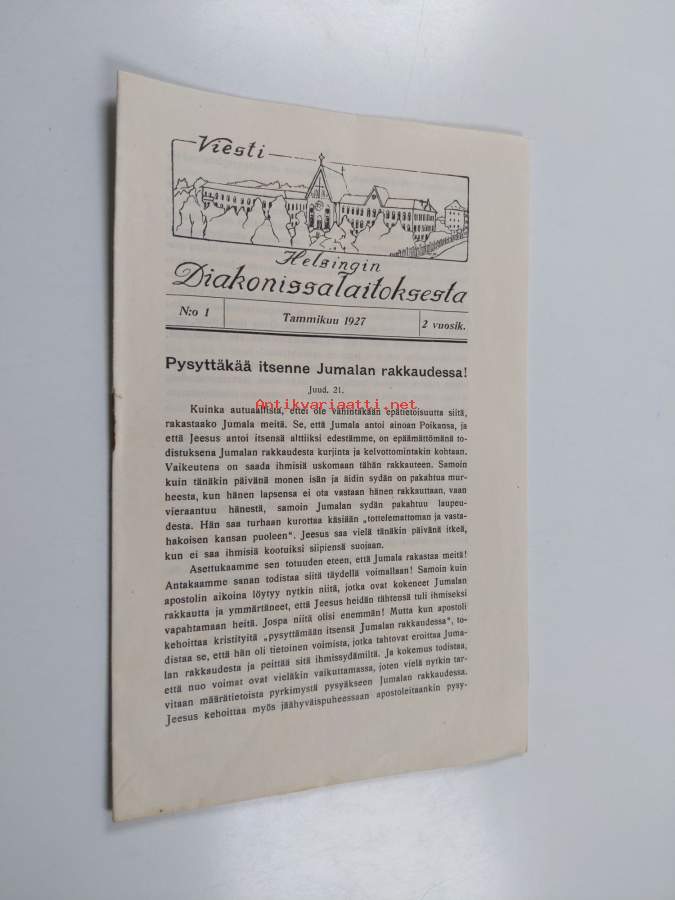 Viesti
Helsingin
Diakonissalaitoksesta
N:o 1
Tammikuu 1927
2 vuosik.
Pysyttäkää itsenne Jumalan rakkaudessa!
Juud. 21.
Antikvariaatti.net
Kuinka autuaallista, ettei ole vähintäkään epätietoisuutta siitä,
rakastaako Jumala meitä. Se, että Jumala antoi ainoan Poikansa, ja
että Jeesus antoi itsensä alttiiksi edestämme, on epäämättömänä to-
distuksena Jumalan rakkaudesta kurjinta ja kelvottomintakin kohtaan.
Vaikeutena on saada ihmisiä uskomaan tähän rakkauteen. Samoin
kuin tänäkin päivänä monen isän ja äidin sydän on pakahtua mur-
heesta, kun hänen lapsensa ei ota vastaan hänen rakkauttaan, vaan
vieraantuu hänestä, samoin Jumalan sydän pakahtuu laupeu-
desta. Hän saa turhaan kurottaa käsiään „tottelemattoman ja vasta-
hakoisen kansan puoleen“. Jeesus saa vielä tänäkin päivänä itkeä,
kun ei saa ihmisiä kootuiksi siipiensä suojaan.
Asettukaamme sen totuuden eteen, että Jumala rakastaa meitä!
Antakaamme sanan todistaa siitä täydellä voimallaan! Samoin kuin
apostolin aikoina löytyy nytkin niitä, jotka ovat kokeneet Jumalan
rakkautta ja ymmärtäneet, että Jeesus heidän tähtensä tuli ihmiseksi
vapahtamaan heitä. Jospa niitä olisi enemmän! Mutta kun apostoli
kehoittaa kristityitä „pysyttämään itsensä Jumalan rakkaudessa“, to-
distaa se, että hän oli tietoinen voimista, jotka tahtovat eroittaa Juma-
lan rakkaudesta ja peittää sitä ihmissydämiltä. Ja kokemus todistaa,
että nuo voimat ovat vieläkin vaikuttamassa, joten vielä nytkin tar-
vitaan määrätietoista pyrkimystä pysyäkseen Jumalan rakkaudessa.
Jeesus kehoittaa myös jäähyväispuheessaan apostoleitaankin pysy-